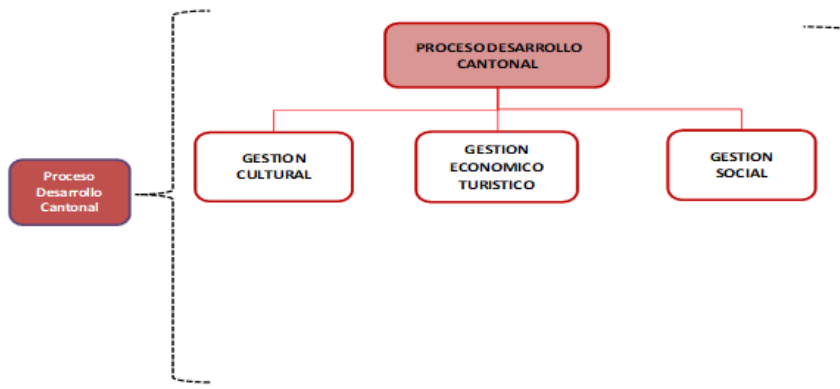 PROCESO DESARROLLO
CANTONAL
GESTION
CULTURAL
GESTION
ECONOMICO
TURISTICO
GESTION
SOCIAL
Proceso
Desarrollo
Cantonal